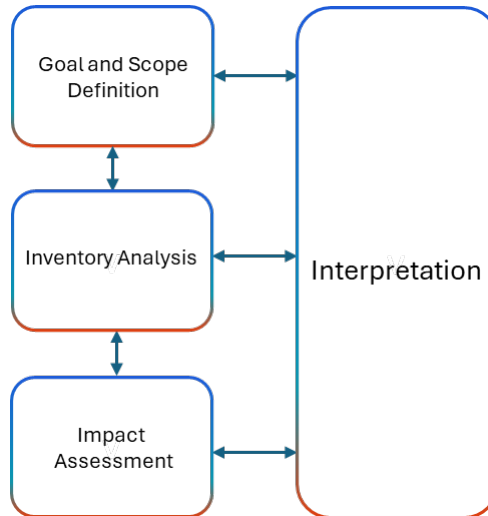 Goal and Scope
Definition
Inventory Analysis
Interpretation
Impact
Assessment